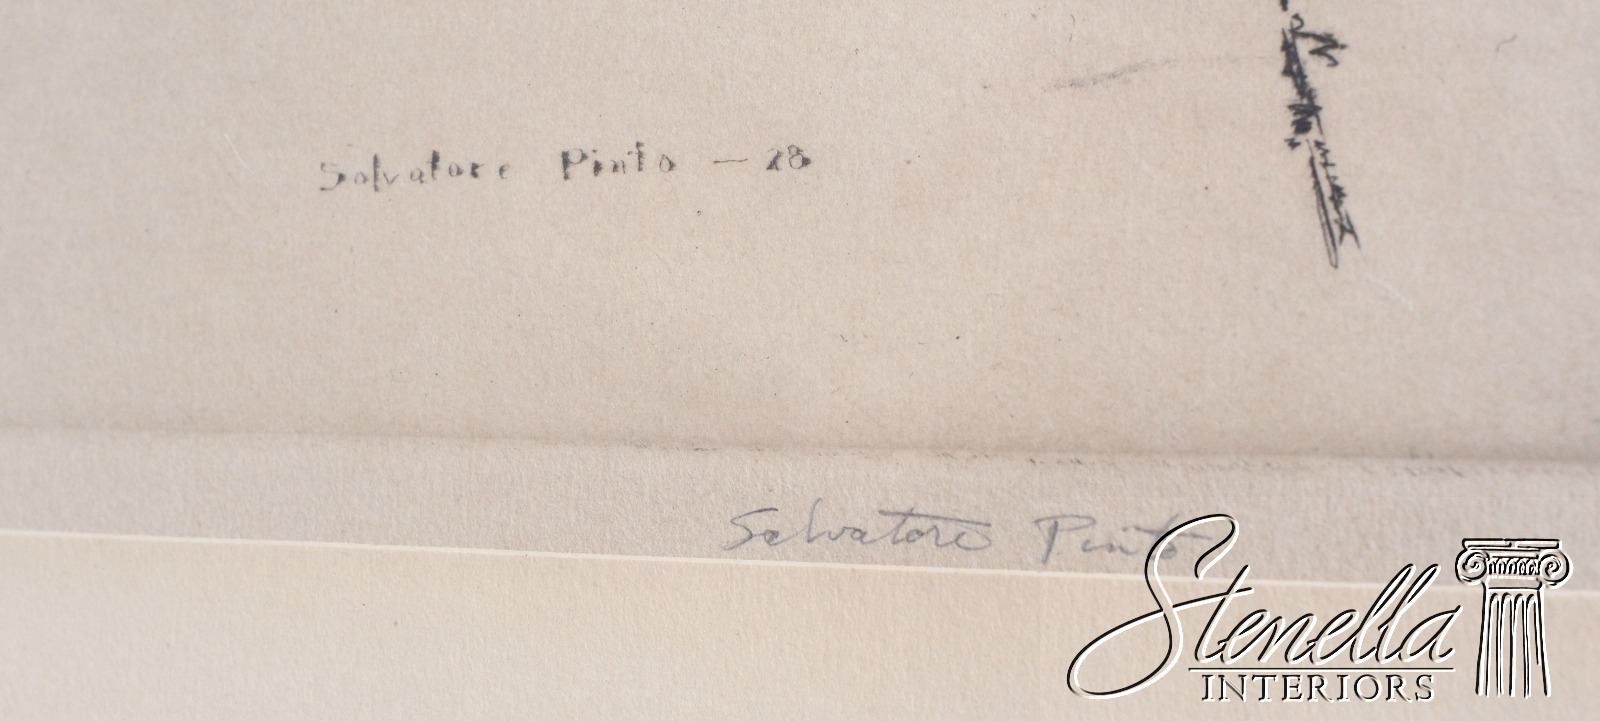 Salvatore Pinto – 28
Salvatore Pinto
Stenella
INTERIORS